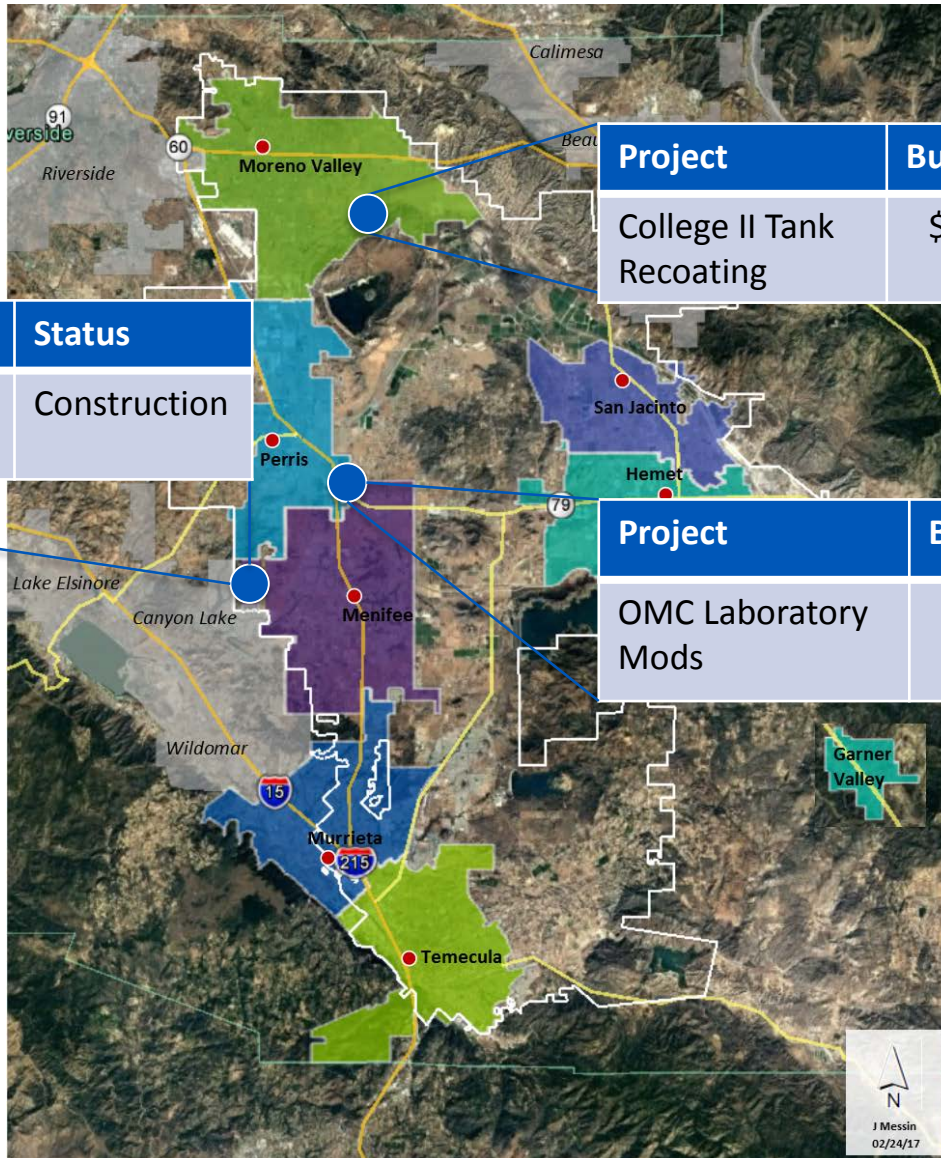 Calimesa
91
verside
60
Riverside
Moreno Valley
Beau
Project Bu
College II Tank $
Recoating
Status
Construction
San Jacinto
Perris
Hemet
79
Project B
OMC Laboratory
Mods
Lake Elsinore
Canyon Lake
Menifee
Wildomar
Garner
Valley
15
Murrieta
215
Temecula
N
J Messin
02/24/17